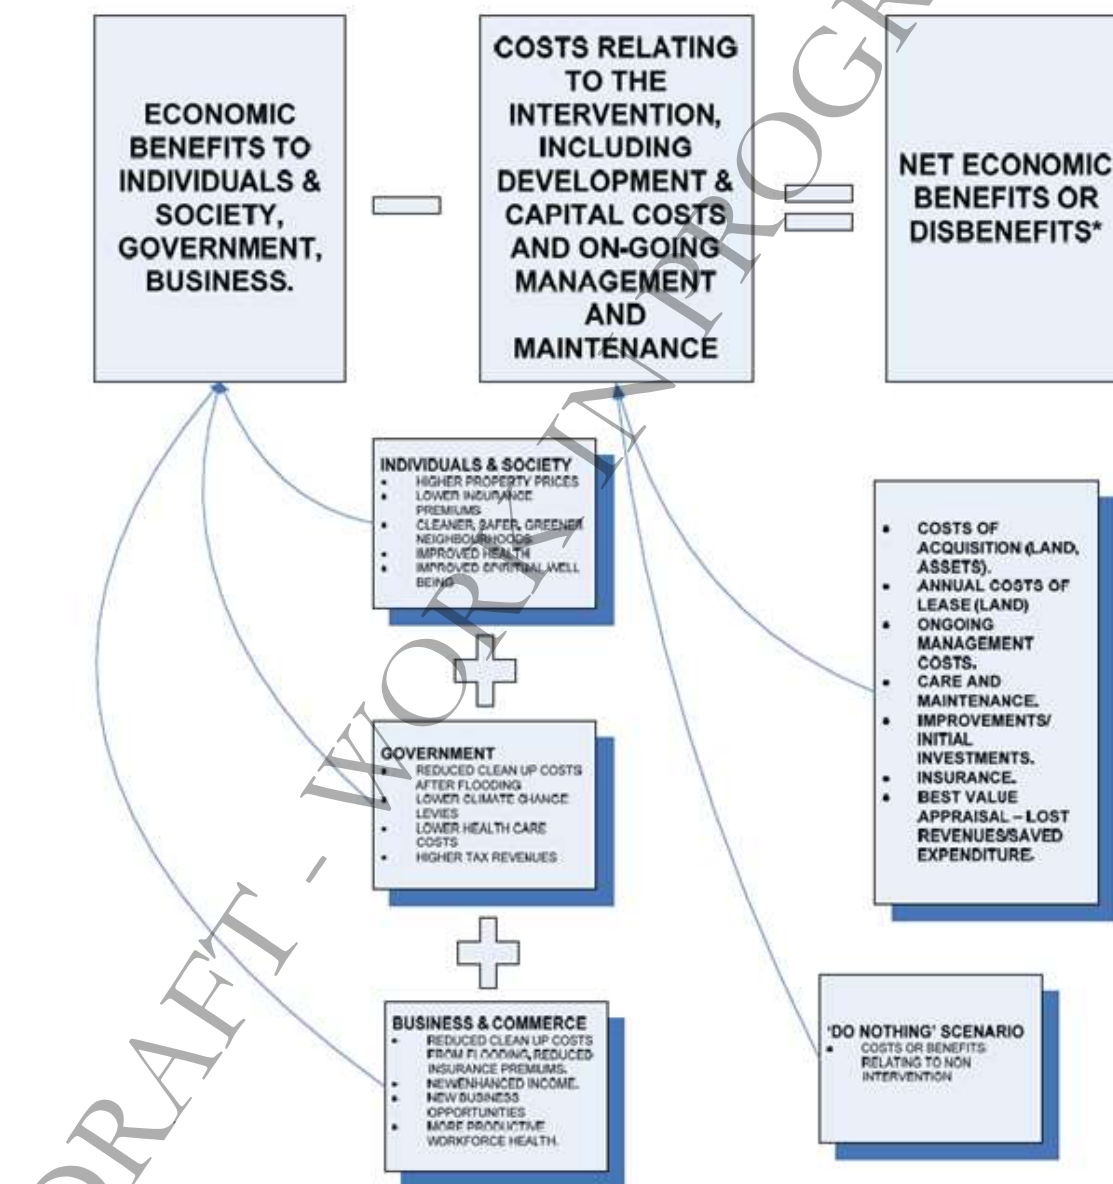 ECONOMIC
BENEFITS TO
INDIVIDUALS &
SOCIETY,
GOVERNMENT,
BUSINESS.
COSTS RELATING
TO THE
INTERVENTION,
INCLUDING
DEVELOPMENT &
CAPITAL COSTS
AND ON-GOING
MANAGEMENT
AND
MAINTENANCE
NET ECONOMIC
BENEFITS OR
DISBENEFITS*
INDIVIDUALS & SOCIETY
• HIGHER PROPERTY PRICES
• LOWER INSURANCE
PREMIUMS
• CLEANER, SAFER, GREENER
NEIGHBOURHOODS
• IMPROVED HEALTH
• IMPROVED SPIRITUAL WELL
BEING
GOVERNMENT
• REDUCED CLEAN UP COSTS
AFTER FLOODING
• LOWER CLIMATE CHANGE
LEVIES
• LOWER HEALTH CARE
COSTS
• HIGHER TAX REVENUES
BUSINESS & COMMERCE
• REDUCED CLEAN UP COSTS
FROM FLOODING, REDUCED
INSURANCE PREMIUMS.
• NEW/ENHANCED INCOME.
• NEW BUSINESS
OPPORTUNITIES
• MORE PRODUCTIVE
WORKFORCE HEALTH.
• COSTS OF
ACQUISITION (LAND,
ASSETS).
• ANNUAL COSTS OF
LEASE (LAND)
• ONGOING
MANAGEMENT
COSTS.
• CARE AND
MAINTENANCE.
• IMPROVEMENTS/
INITIAL
INVESTMENTS.
• INSURANCE.
• BEST VALUE
APPRAISAL – LOST
REVENUES/SAVED
EXPENDITURE.
'DO NOTHING' SCENARIO
• COSTS OR BENEFITS
RELATING TO NON
INTERVENTION
DRAFT - WORK IN PROGR